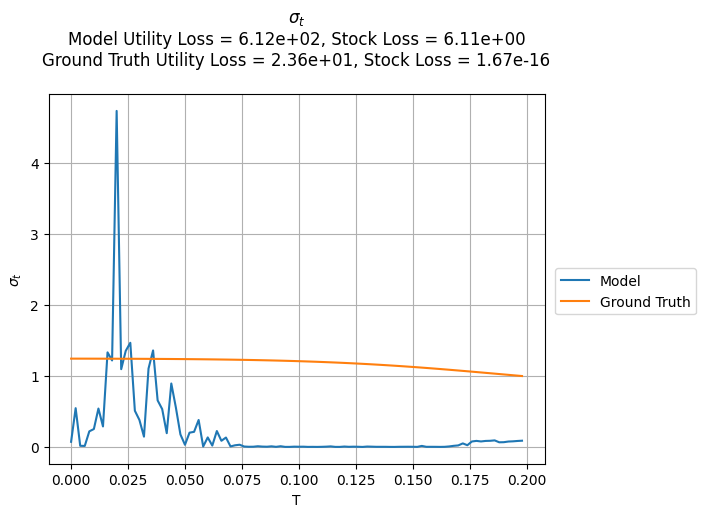 σt
Model Utility Loss = 6.12e+02, Stock Loss = 6.11e+00
Ground Truth Utility Loss = 2.36e+01, Stock Loss = 1.67e-16
4
3
2
1
0
σt
0.000 0.025 0.050 0.075 0.100 0.125 0.150 0.175 0.200
T
Model
Ground Truth